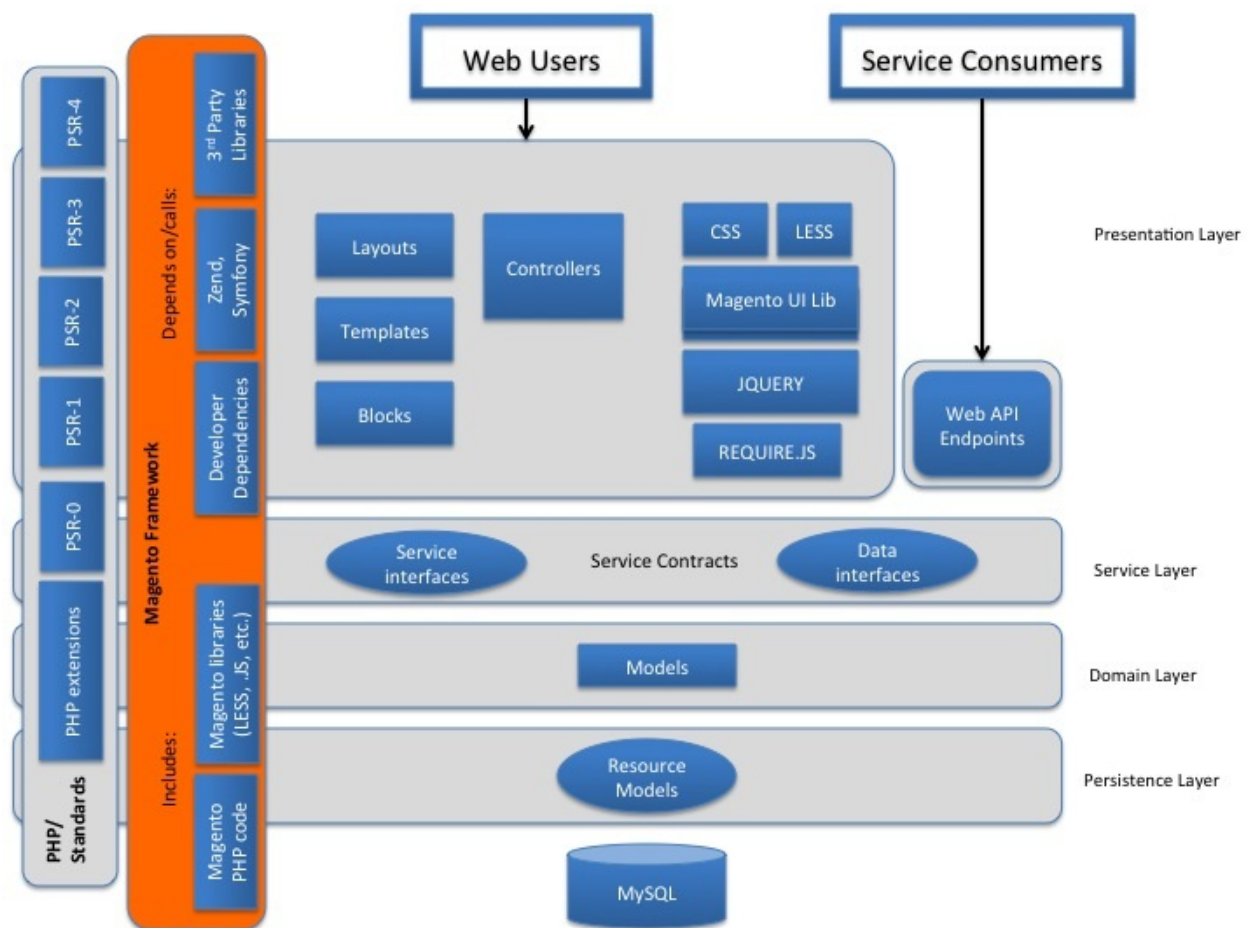 Web Users
Service Consumers
PSR-4
PSR-3
PSR-2
PSR-1
PSR-0
PHP extensions
PHP/
Standards
Magento Framework
Depends on/calls:
3rd Party
Libraries
Zend,
Symfony
Developer
Dependencies
Includes:
Magento libraries
(LESS, .JS, etc.)
Magento
PHP code
Layouts
Templates
Blocks
Controllers
CSS
LESS
Magento UI Lib
JQUERY
REQUIRE.JS
Web API
Endpoints
Presentation Layer
Service
interfaces
Service Contracts
Data
interfaces
Service Layer
Models
Domain Layer
Resource
Models
Persistence Layer
MySQL